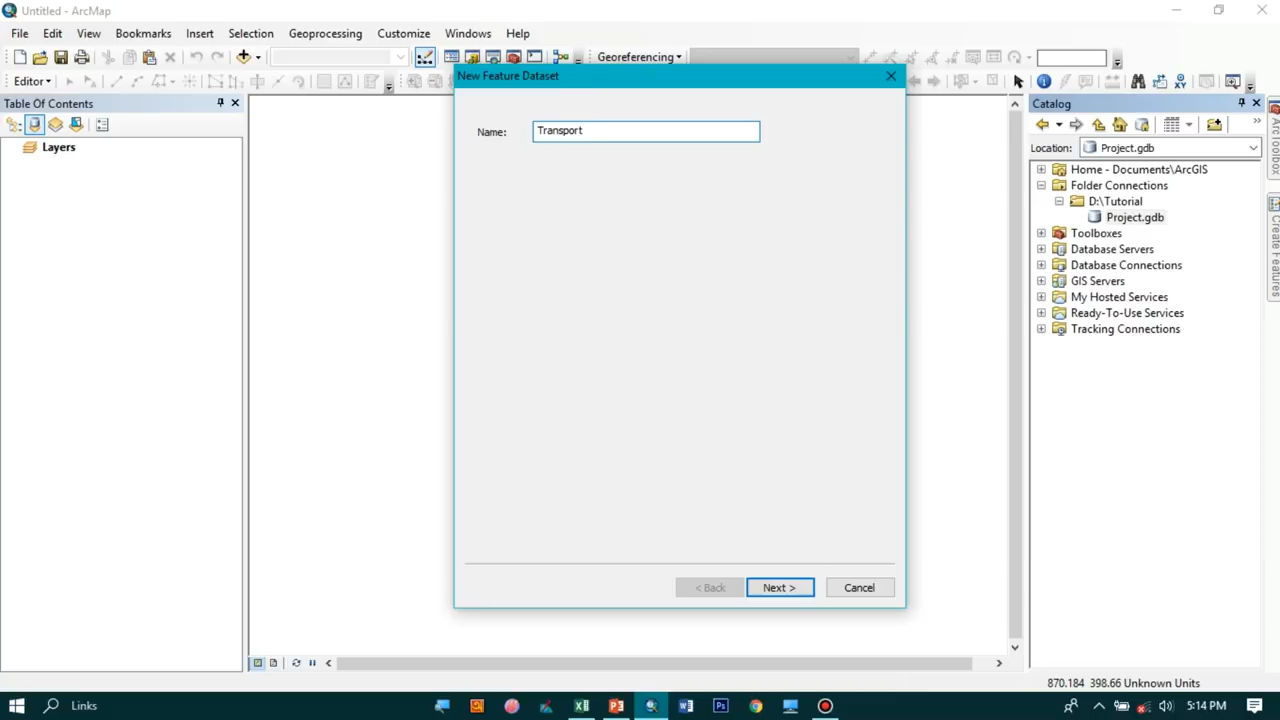 Untitled - ArcMap
File Edit View Bookmarks Insert Selection Geoprocessing Customize Windows Help
Georeferencing
Editor
Table Of Contents
Layers
New Feature Dataset
Name: Transport
< Back Next > Cancel
Catalog
Location: Project.gdb
Home - Documents\ArcGIS
Folder Connections
D:\Tutorial
Project.gdb
Toolboxes
Database Servers
Database Connections
GIS Servers
My Hosted Services
Ready-To-Use Services
Tracking Connections
ArcToolbox
Create Features
870.184 398.66 Unknown Units
Links
5:14 PM